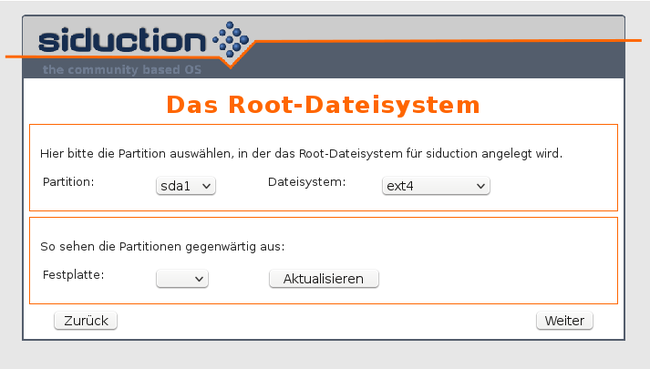 siduction
the community based OS
Das Root-Dateisystem
Hier bitte die Partition auswählen, in der das Root-Dateisystem für siduction angelegt wird.
Partition: sda1 Dateisystem: ext4
So sehen die Partitionen gegenwärtig aus:
Festplatte: Aktualisieren
Zurück Weiter